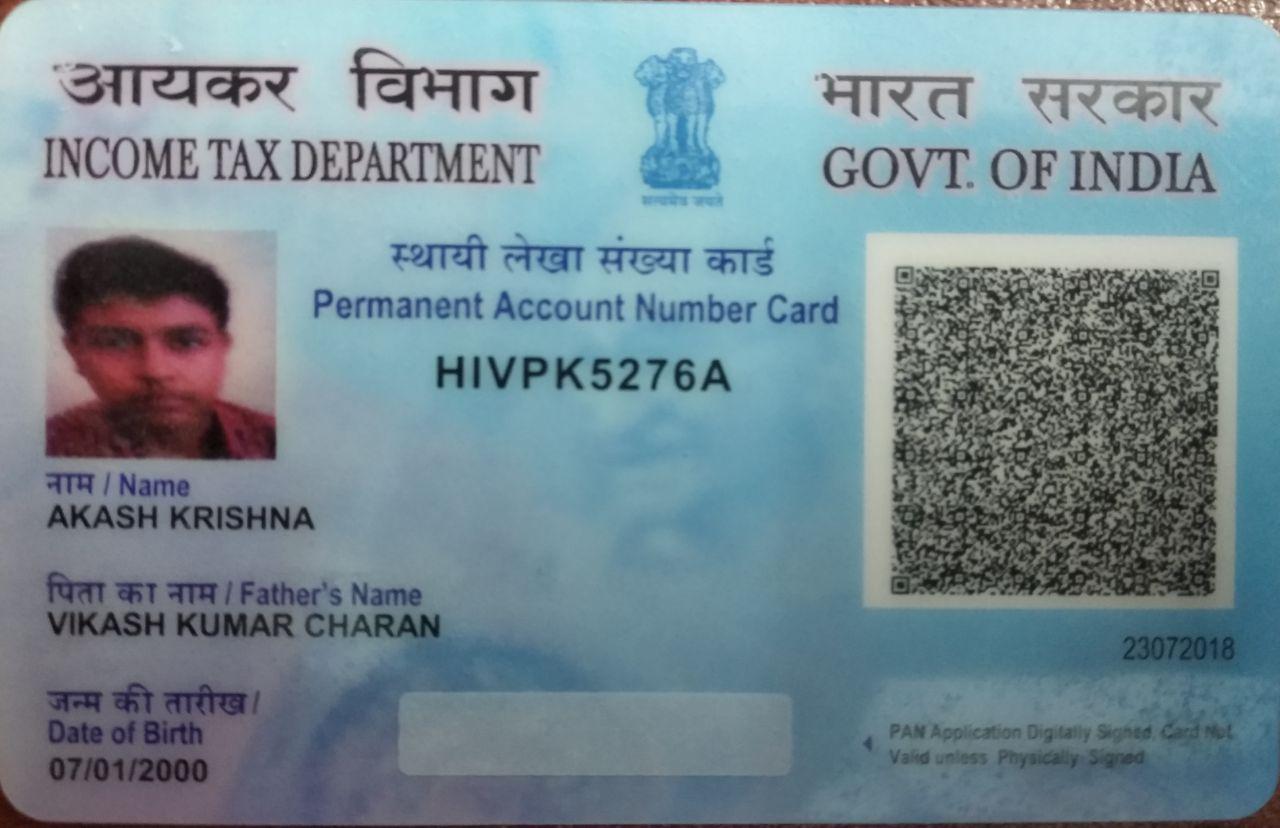 आयकर विभाग
INCOME TAX DEPARTMENT
सत्यमेव जयते
भारत सरकार
GOVT. OF INDIA
स्थायी लेखा संख्या कार्ड
Permanent Account Number Card
HIVPK5276A
नाम / Name
AKASH KRISHNA
पिता का नाम / Father's Name
VIKASH KUMAR CHARAN
23072018
जन्म की तारीख/
Date of Birth
07/01/2000
PAN Application Digitally Signed, Card Not
Valid unless Physically Signed